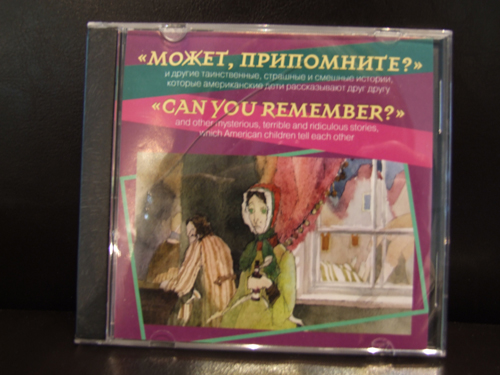 «МОЖЕТ, ПРИПОМНИТЕ?»
и другие таинственные, страшные и смешные истории,
которые американские дети рассказывают друг другу
«CAN YOU REMEMBER?»
and other mysterious, terrible and ridiculous stories,
which American children tell each other